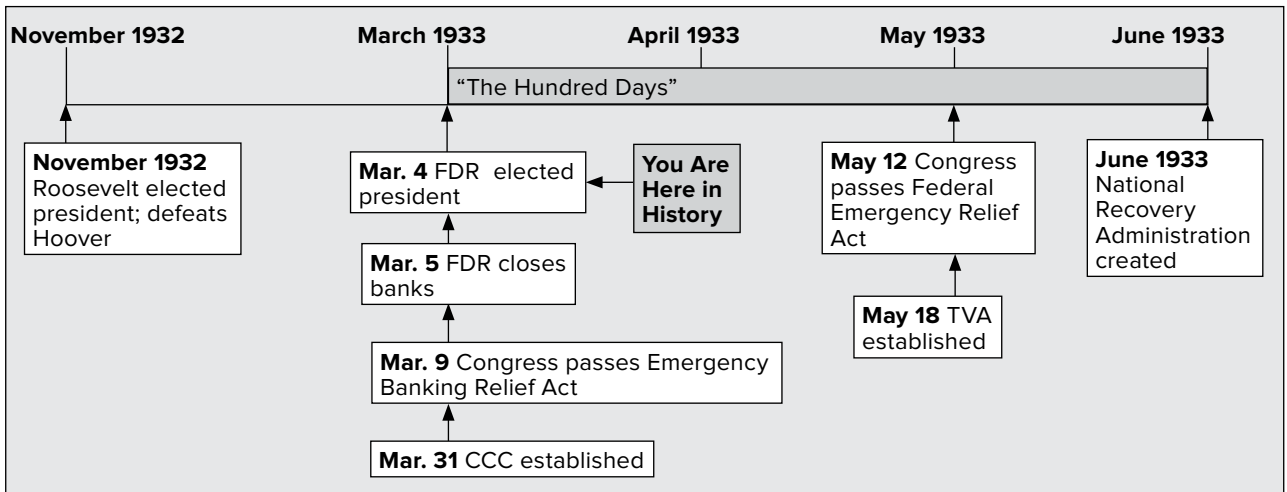 November 1932
March 1933
April 1933
May 1933
June 1933
“The Hundred Days”
November 1932
Roosevelt elected
president; defeats
Hoover
Mar. 4 FDR elected
president
You Are
Here in
History
Mar. 5 FDR closes
banks
Mar. 9 Congress passes Emergency
Banking Relief Act
Mar. 31 CCC established
May 12 Congress
passes Federal
Emergency Relief
Act
May 18 TVA
established
June 1933
National
Recovery
Administration
created